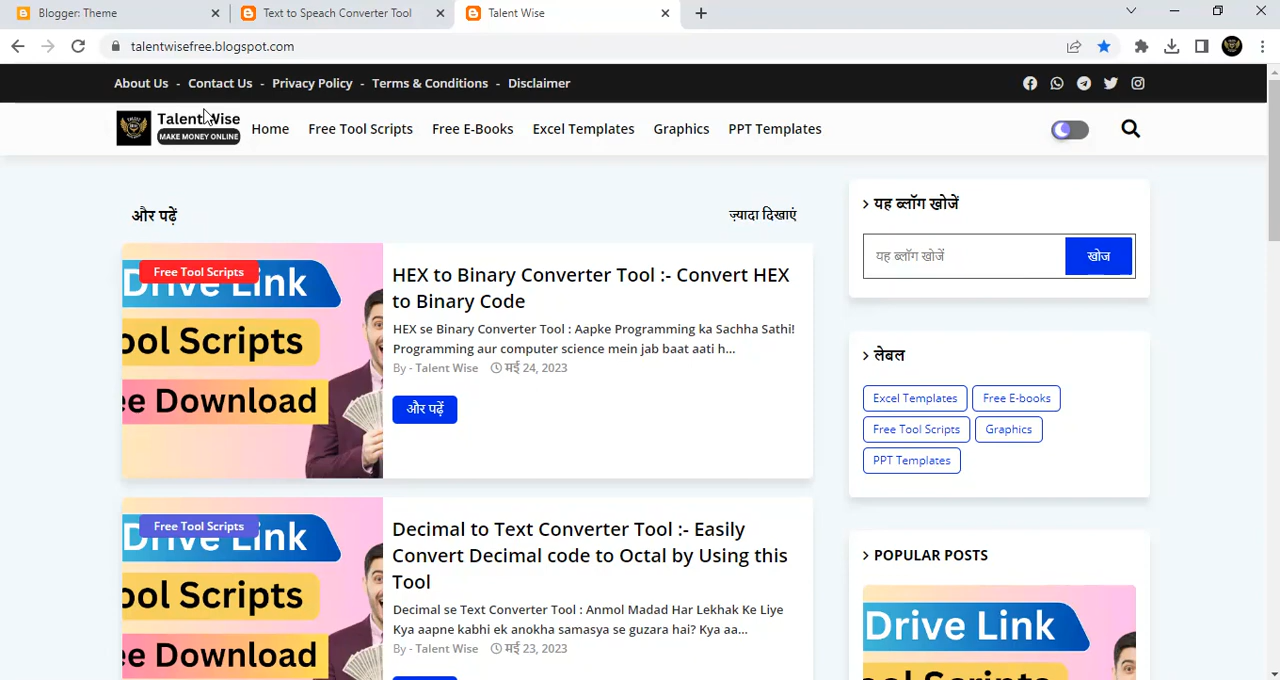 Blogger: Theme
Text to Speach Converter Tool
Talent Wise
talentwisefree.blogspot.com
About Us - Contact Us - Privacy Policy - Terms & Conditions - Disclaimer
TalentWise
MAKE MONEY ONLINE
Home Free Tool Scripts Free E-Books Excel Templates Graphics PPT Templates
और पढ़ें
ज़्यादा दिखाएं
Free Tool Scripts
Drive Link
ool Scripts
ee Download
HEX to Binary Converter Tool :- Convert HEX
to Binary Code
HEX se Binary Converter Tool : Aapke Programming ka Sachha Sathi!
Programming aur computer science mein jab baat aati h...
By - Talent Wise मई 24, 2023
और पढ़ें
Free Tool Scripts
Drive Link
ool Scripts
ee Download
Decimal to Text Converter Tool :- Easily
Convert Decimal code to Octal by Using this
Tool
Decimal se Text Converter Tool : Anmol Madad Har Lekhak Ke Liye
Kya aapne kabhi ek anokha samasya se guzara hai? Kya aa...
By - Talent Wise मई 23, 2023
यह ब्लॉग खोजें
यह ब्लॉग खोजें
खोज
लेबल
Excel Templates Free E-books
Free Tool Scripts Graphics
PPT Templates
POPULAR POSTS
Drive Link
ool Scripts